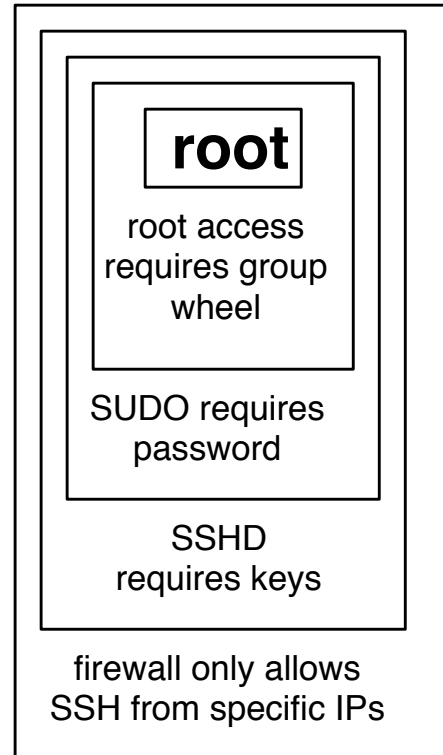 root
root access
requires group
wheel
SUDO requires
password
SSHD
requires keys
firewall only allows
SSH from specific IPs